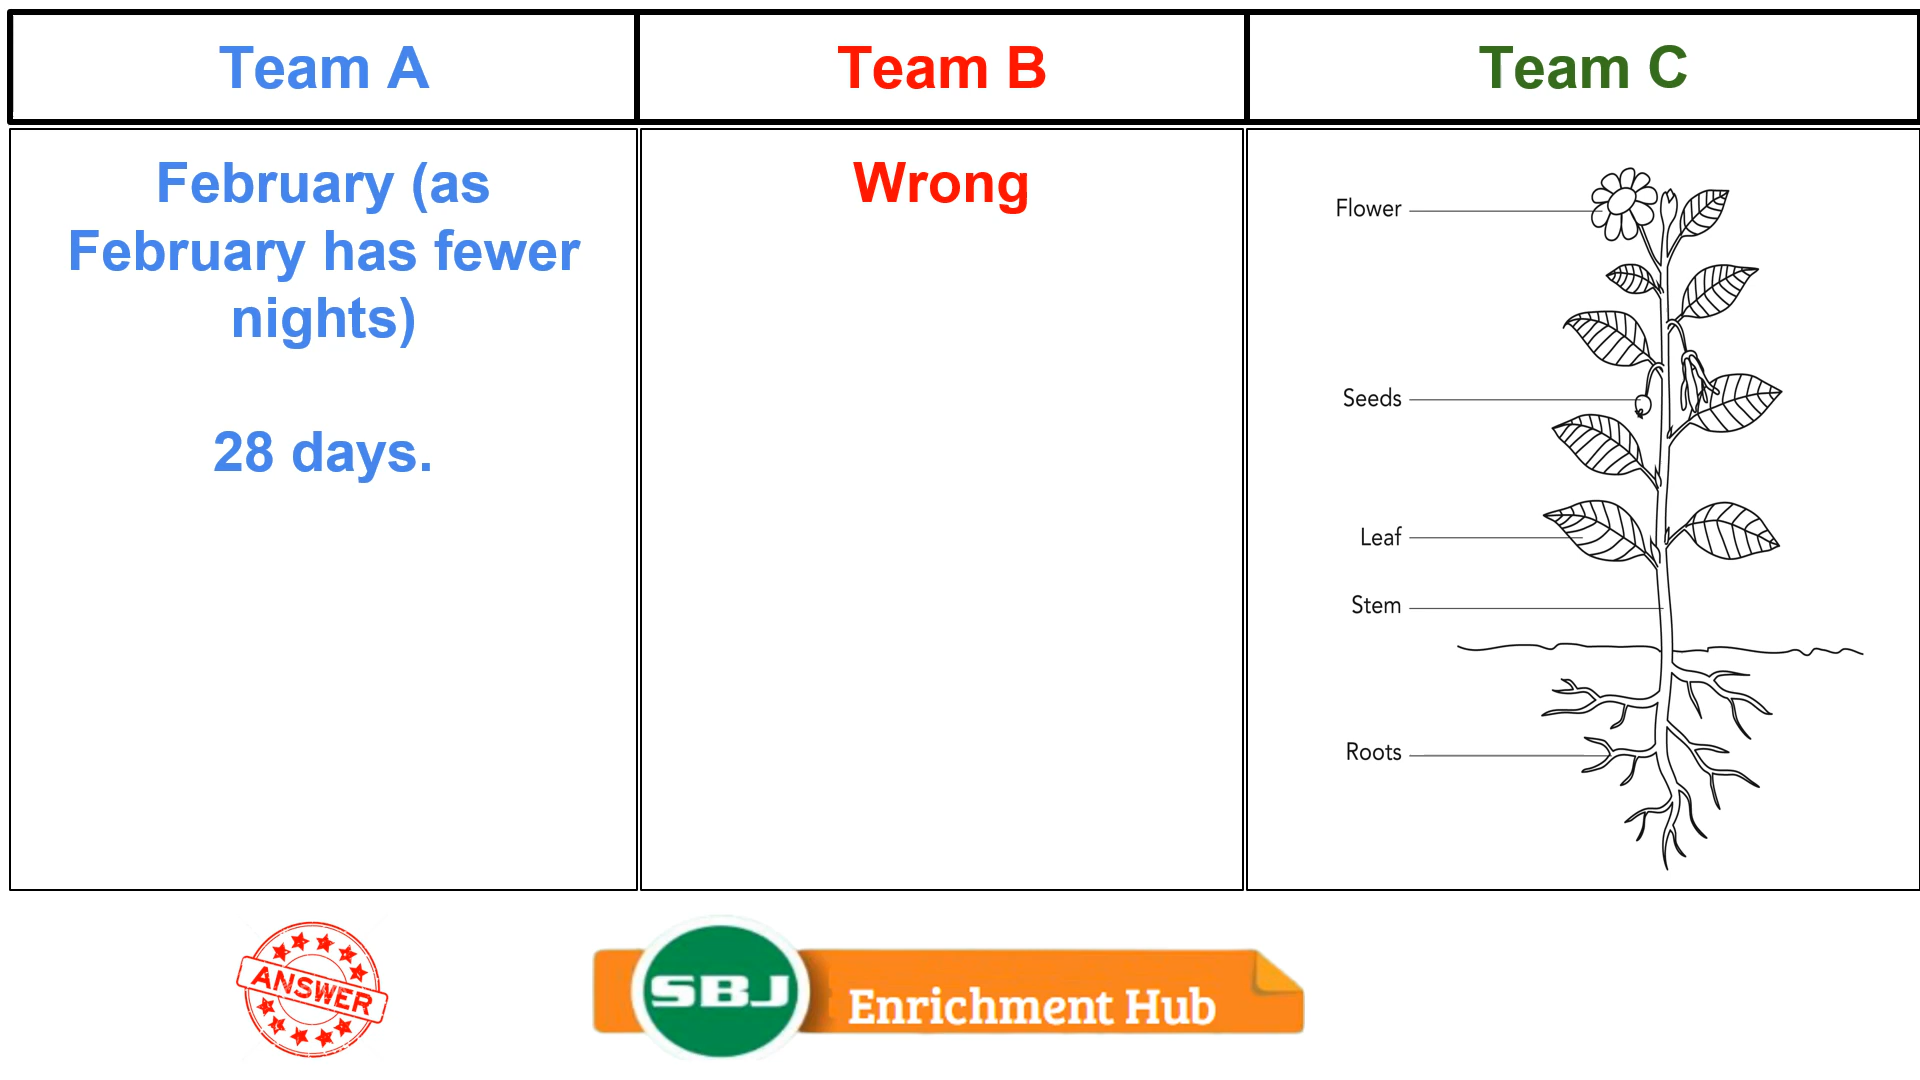 Team A
Team B
Team C
February (as
February has fewer
nights)
28 days.
Wrong
Flower
Seeds
Leaf
Stem
Roots
ANSWER
SBJ
Enrichment Hub